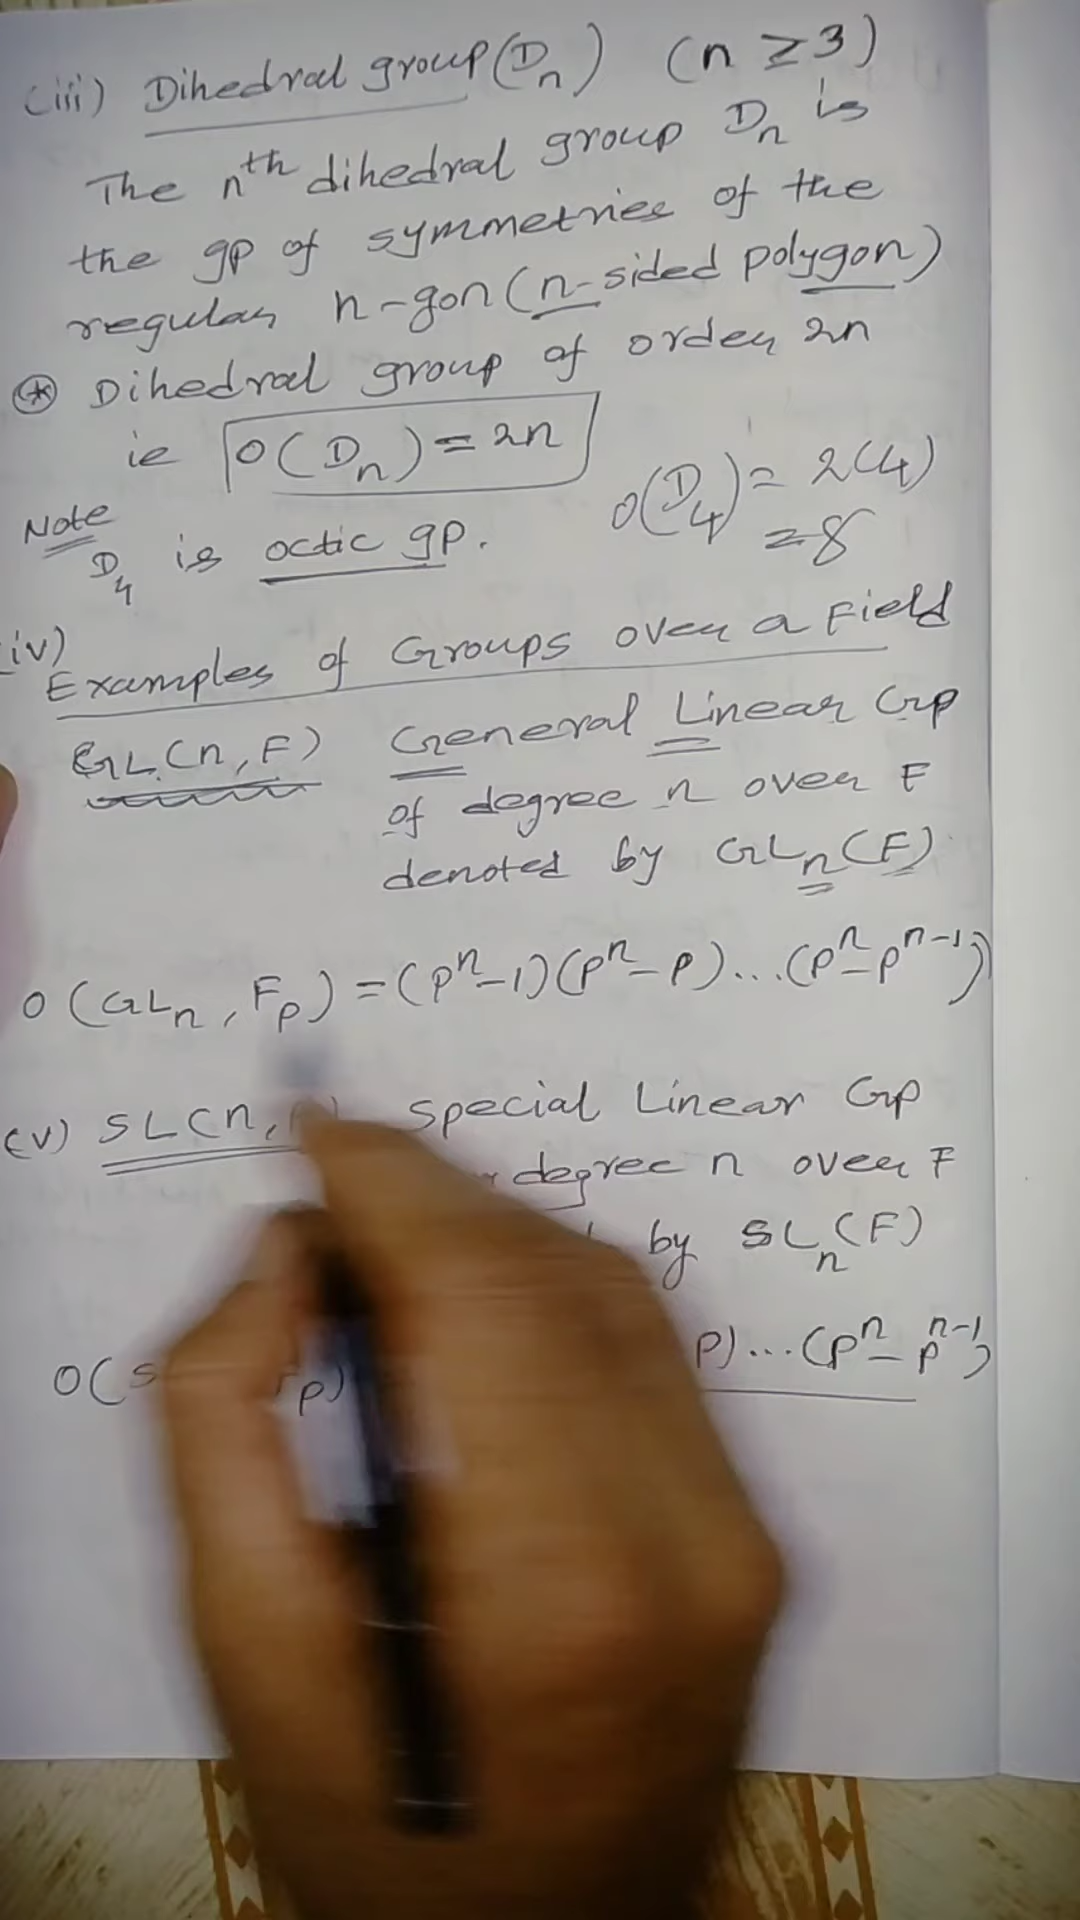 (iii) Dihedral group (Dn) (n ≥ 3)
The nth dihedral group Dn is
the gp of symmetries of the
regular n-gon (n-sided polygon)
* Dihedral group of order 2n
ie O(Dn) = 2n
O(D4) = 2(4)
= 8
Note
D4 is octic gp.
iv)
Examples of Groups over a Field
GL(n, F) General Linear Gp
of degree n over F
denoted by GLn(F)
O(GLn, Fp) = (p^n-1)(p^n-p)...(p^n-p^n-1)
(v) SL(n, Special Linear Gp
degree n over F
by SLn(F)
O(S p) p)...(p^n-p^n-1)